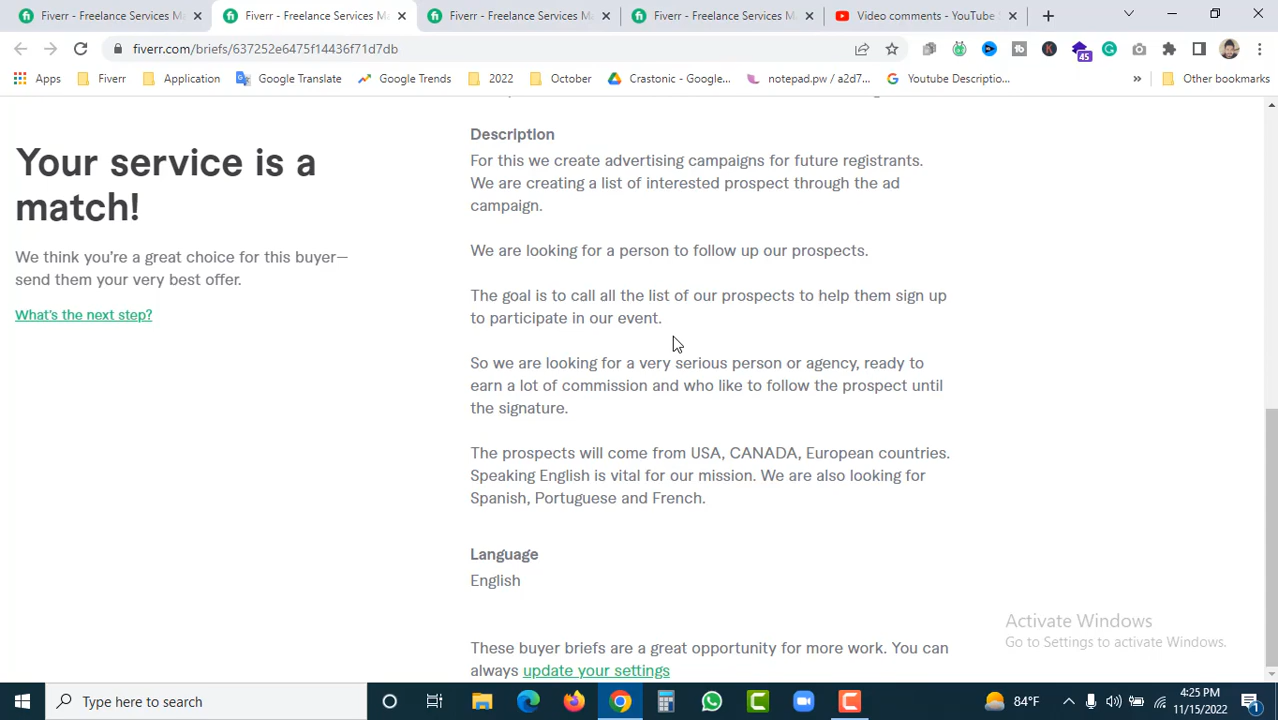 Fiverr - Freelance Services Ma
Fiverr - Freelance Services Ma
Fiverr - Freelance Services Ma
Fiverr - Freelance Services Ma
Video comments - YouTube S
fiverr.com/briefs/637252e6475f14436f71d7db
45
Apps
Fiverr
Application
Google Translate
Google Trends
2022
October
Crastonic - Google...
notepad.pw / a2d7...
Youtube Descriptio...
»
Other bookmarks
Your service is a
match!
We think you're a great choice for this buyer—
send them your very best offer.
What's the next step?
Description
For this we create advertising campaigns for future registrants.
We are creating a list of interested prospect through the ad
campaign.
We are looking for a person to follow up our prospects.
The goal is to call all the list of our prospects to help them sign up
to participate in our event.
So we are looking for a very serious person or agency, ready to
earn a lot of commission and who like to follow the prospect until
the signature.
The prospects will come from USA, CANADA, European countries.
Speaking English is vital for our mission. We are also looking for
Spanish, Portuguese and French.
Language
English
These buyer briefs are a great opportunity for more work. You can
always update your settings
Activate Windows
Go to Settings to activate Windows.
Type here to search
84°F
4:25 PM
11/15/2022
1